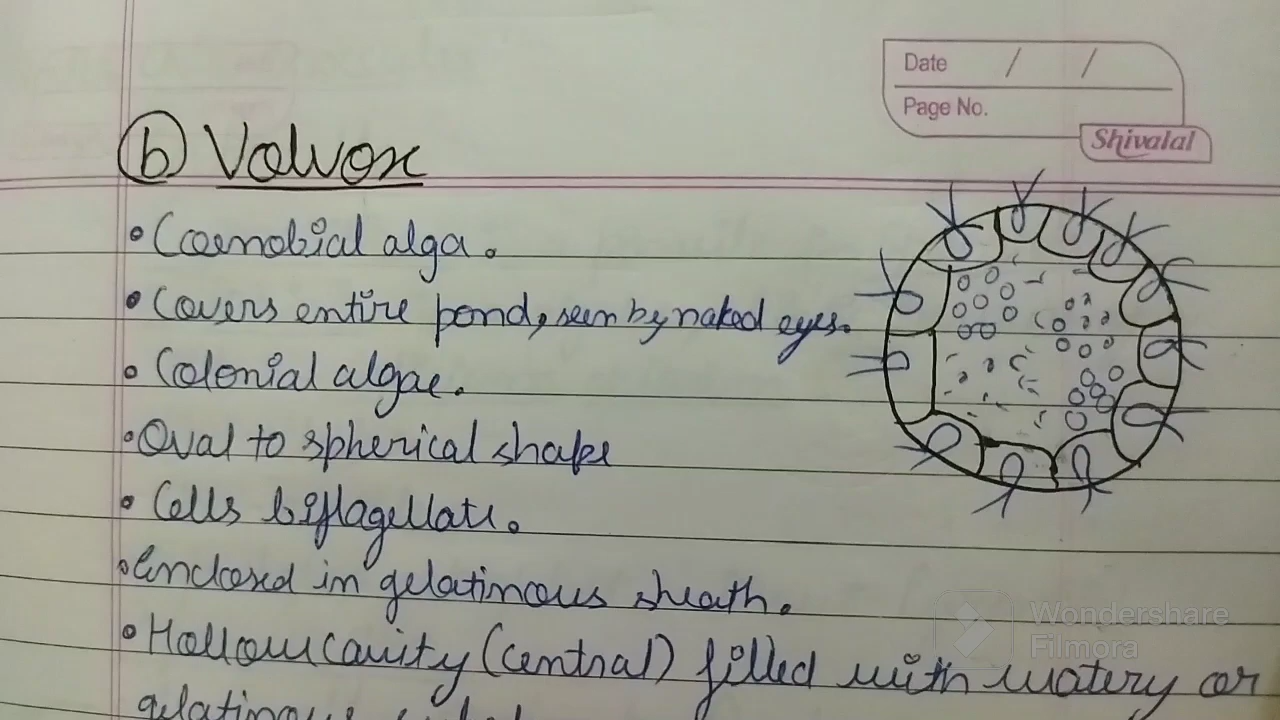 Date / /
Page No.
Shivalal
b Volvox
• Coenobial alga.
• Covers entire pond, seen by naked eyes.
• Colonial algae.
• Oval to spherical shape
• Cells biflagellate.
• Enclosed in gelatinous sheath.
• Hollow cavity (central) filled with watery or
gelatinous
Wondershare
Filmora